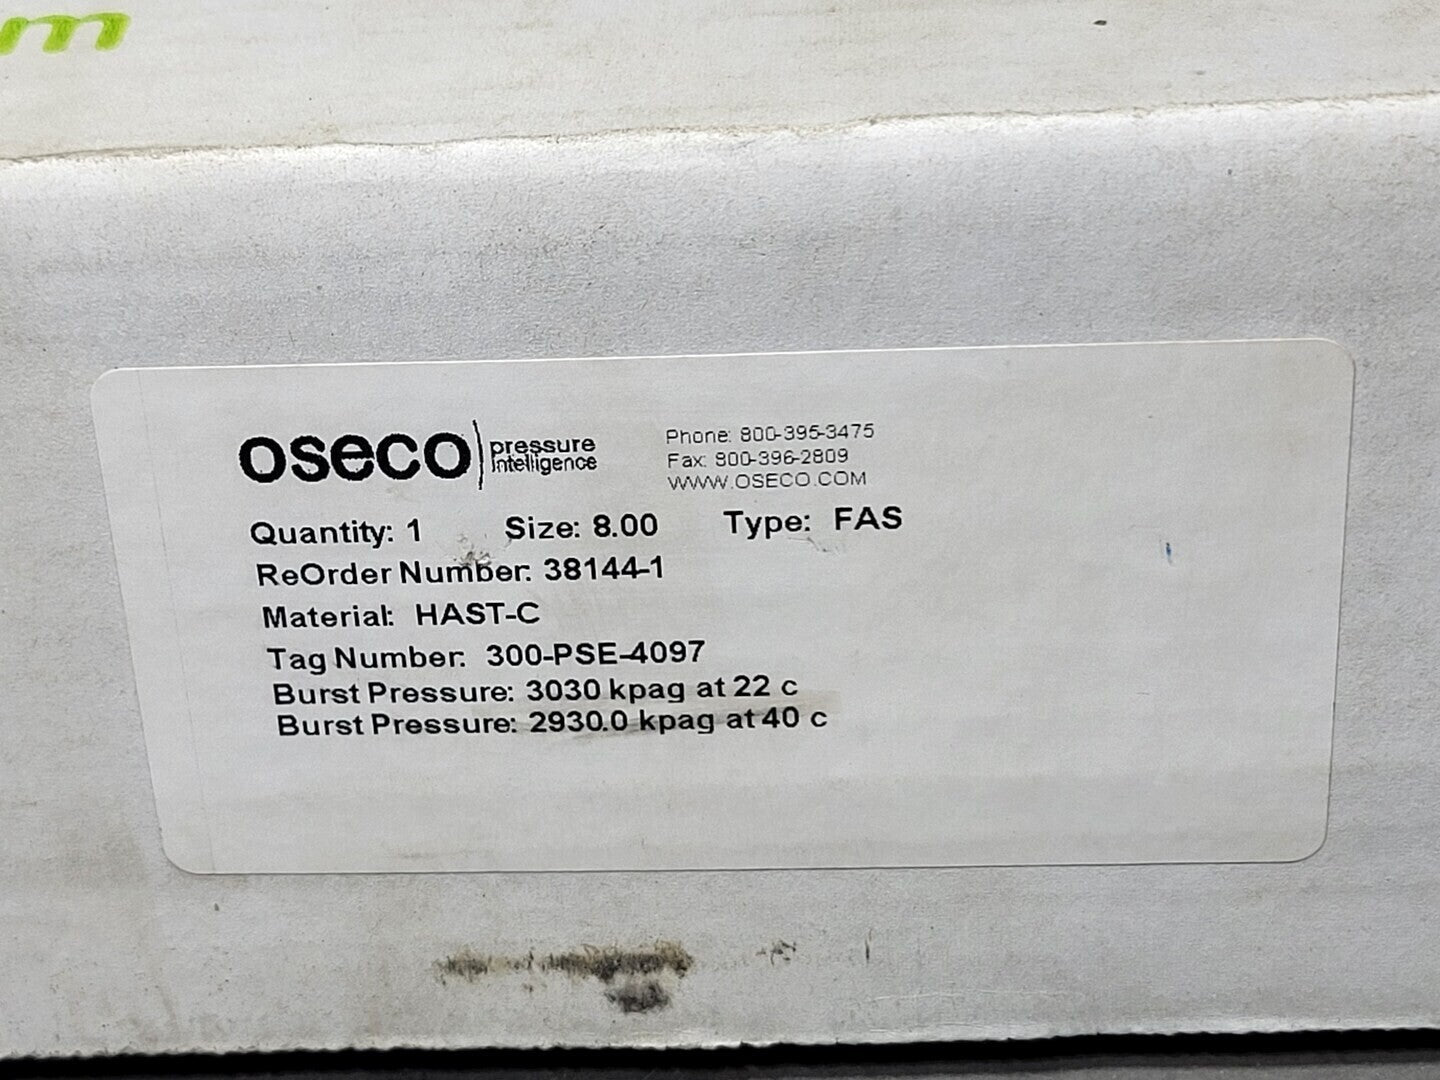 m
oseco pressure intelligence
Phone: 800-395-3475
Fax: 800-396-2809
WWW.OSECO.COM
Quantity: 1 Size: 8.00 Type: FAS
ReOrder Number: 38144-1
Material: HAST-C
Tag Number: 300-PSE-4097
Burst Pressure: 3030 kpag at 22 c
Burst Pressure: 2930.0 kpag at 40 c